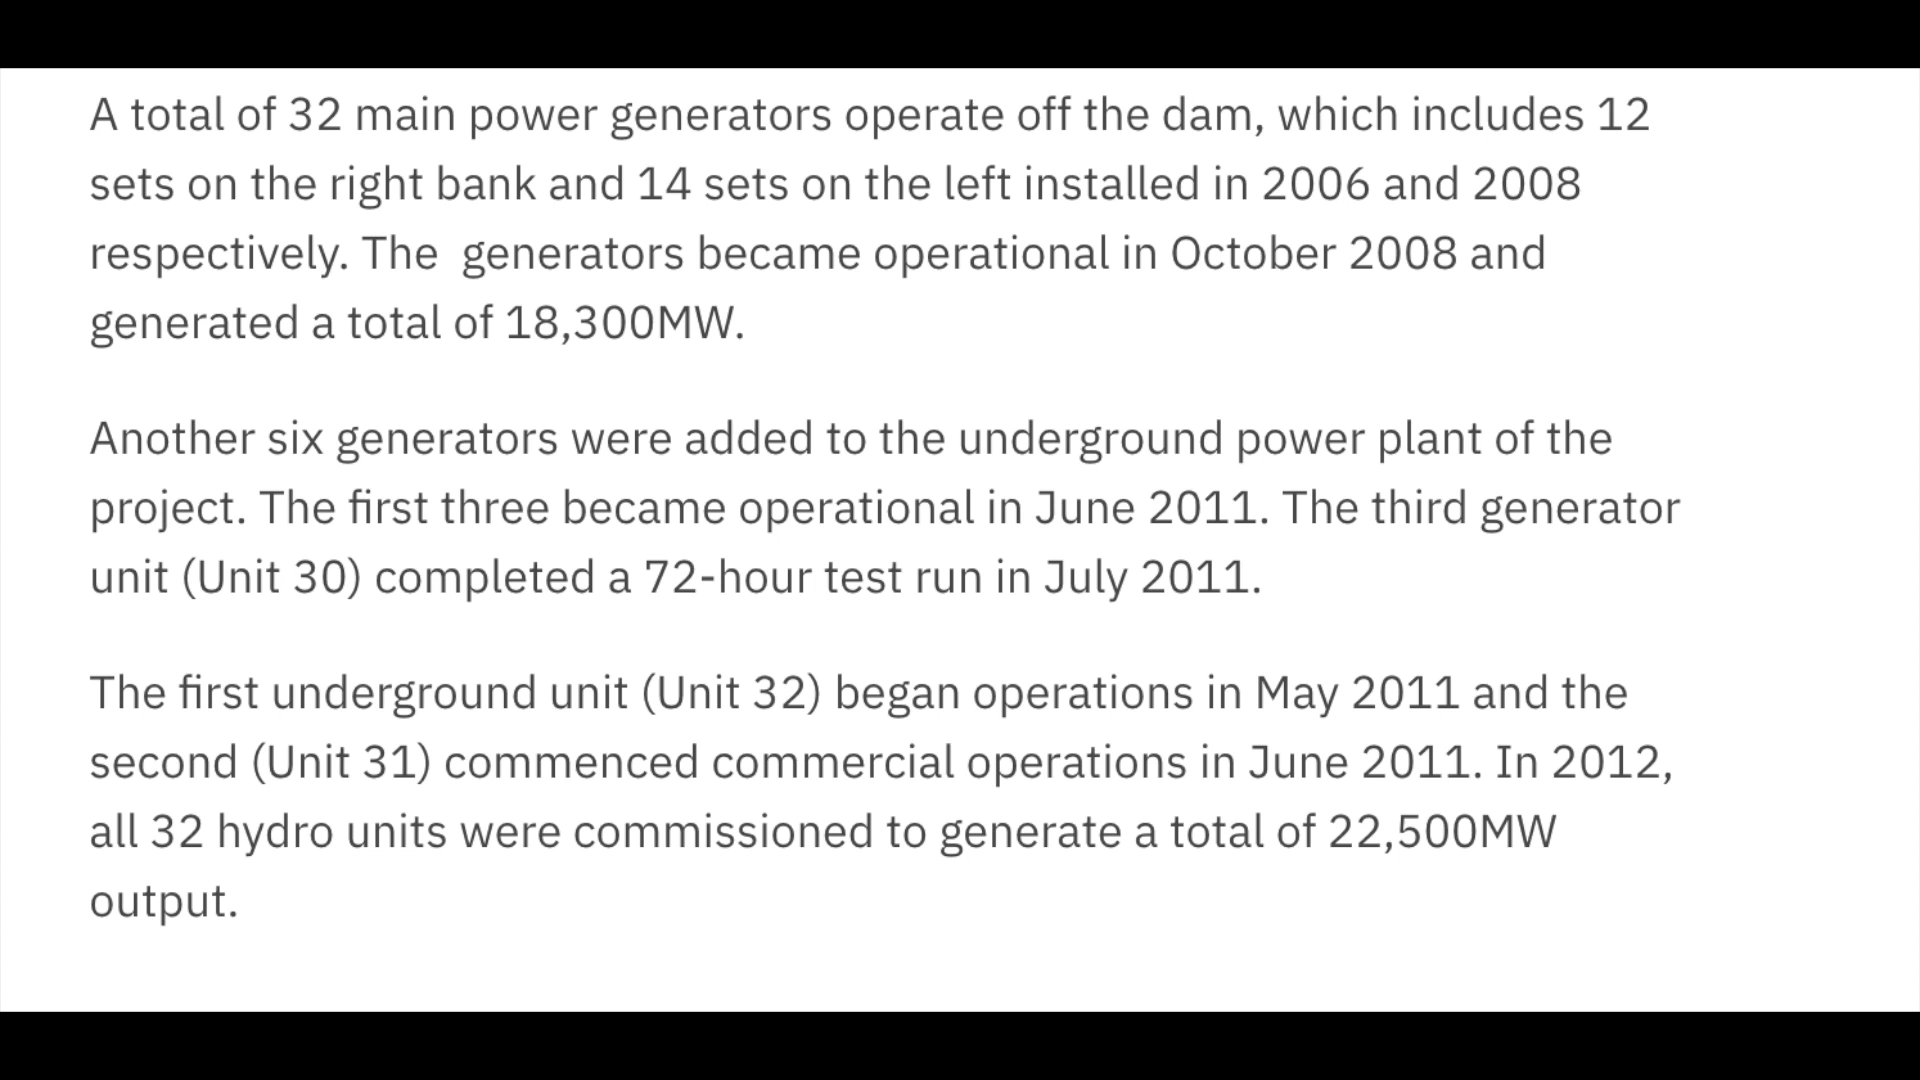 A total of 32 main power generators operate off the dam, which includes 12
sets on the right bank and 14 sets on the left installed in 2006 and 2008
respectively. The  generators became operational in October 2008 and
generated a total of 18,300MW.
Another six generators were added to the underground power plant of the
project. The first three became operational in June 2011. The third generator
unit (Unit 30) completed a 72-hour test run in July 2011.
The first underground unit (Unit 32) began operations in May 2011 and the
second (Unit 31) commenced commercial operations in June 2011. In 2012,
all 32 hydro units were commissioned to generate a total of 22,500MW
output.